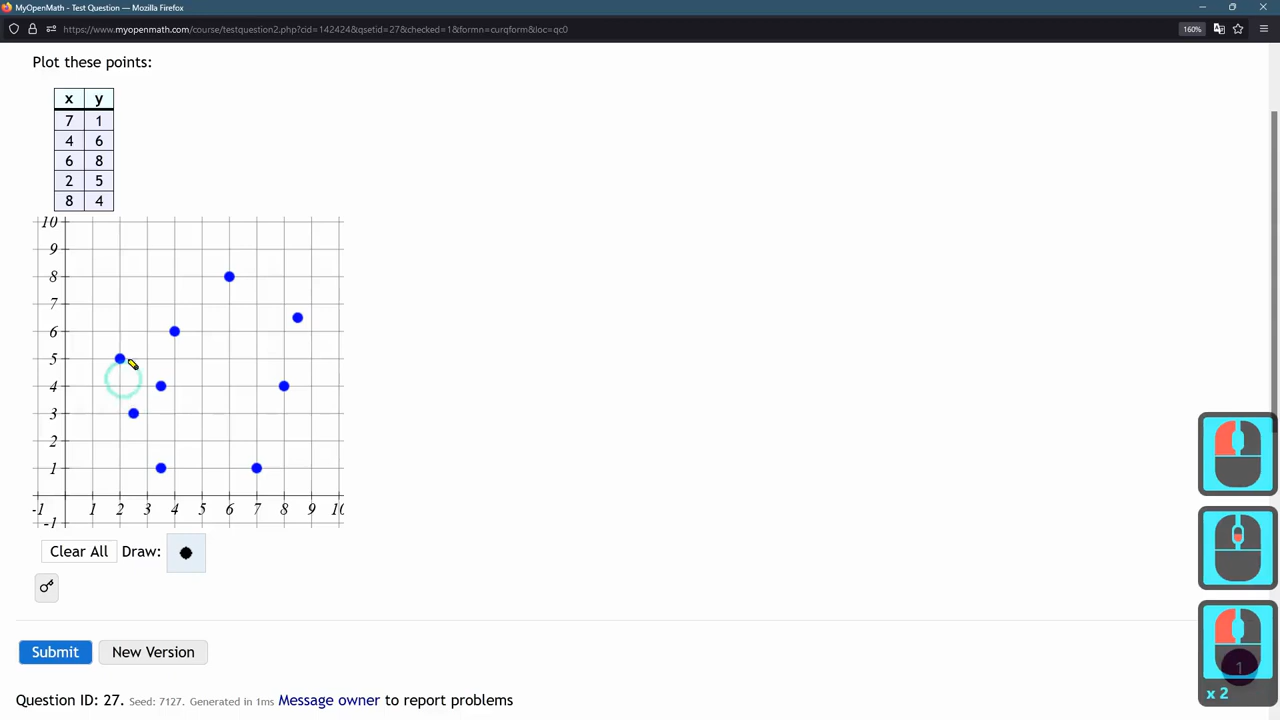 MyOpenMath - Test Question — Mozilla Firefox
https://www.myopenmath.com/course/testquestion2.php?cid=142424&qsetid=27&checked=1&formn=curqform&loc=qc0
160%
Plot these points:
x y
7 1
4 6
6 8
2 5
8 4
10
9
8
7
6
5
4
3
2
1
-1 1 2 3 4 5 6 7 8 9 10
-1
Clear All Draw:
Submit New Version
Question ID: 27. Seed: 7127. Generated in 1ms Message owner to report problems
1
x 2